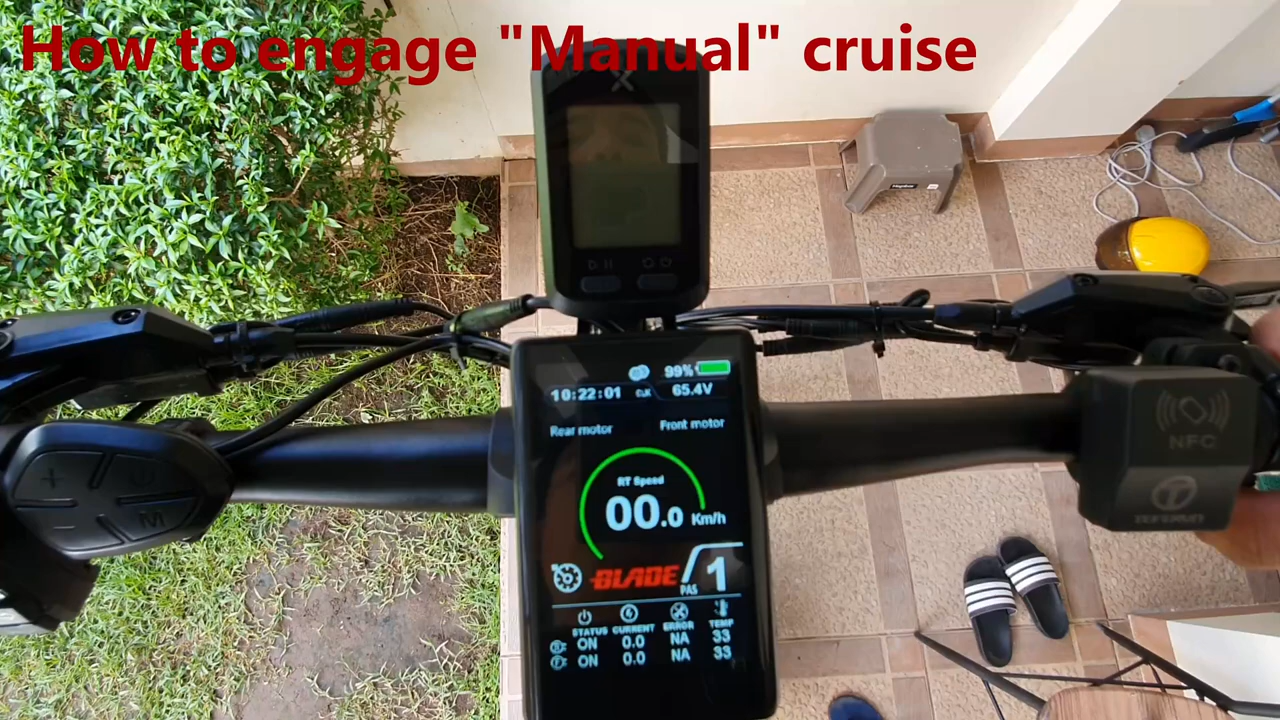 How to engage "Manual" cruise
X
99%
10:22:01 CLK 65.4V
Rear motor Front motor
RT Speed
00.0 Km/h
BLADE PAS 1
STATUS CURRENT ERROR TEMP
R ON 0.0 NA 33
F ON 0.0 NA 33
+
M
NFC
TEVERUN